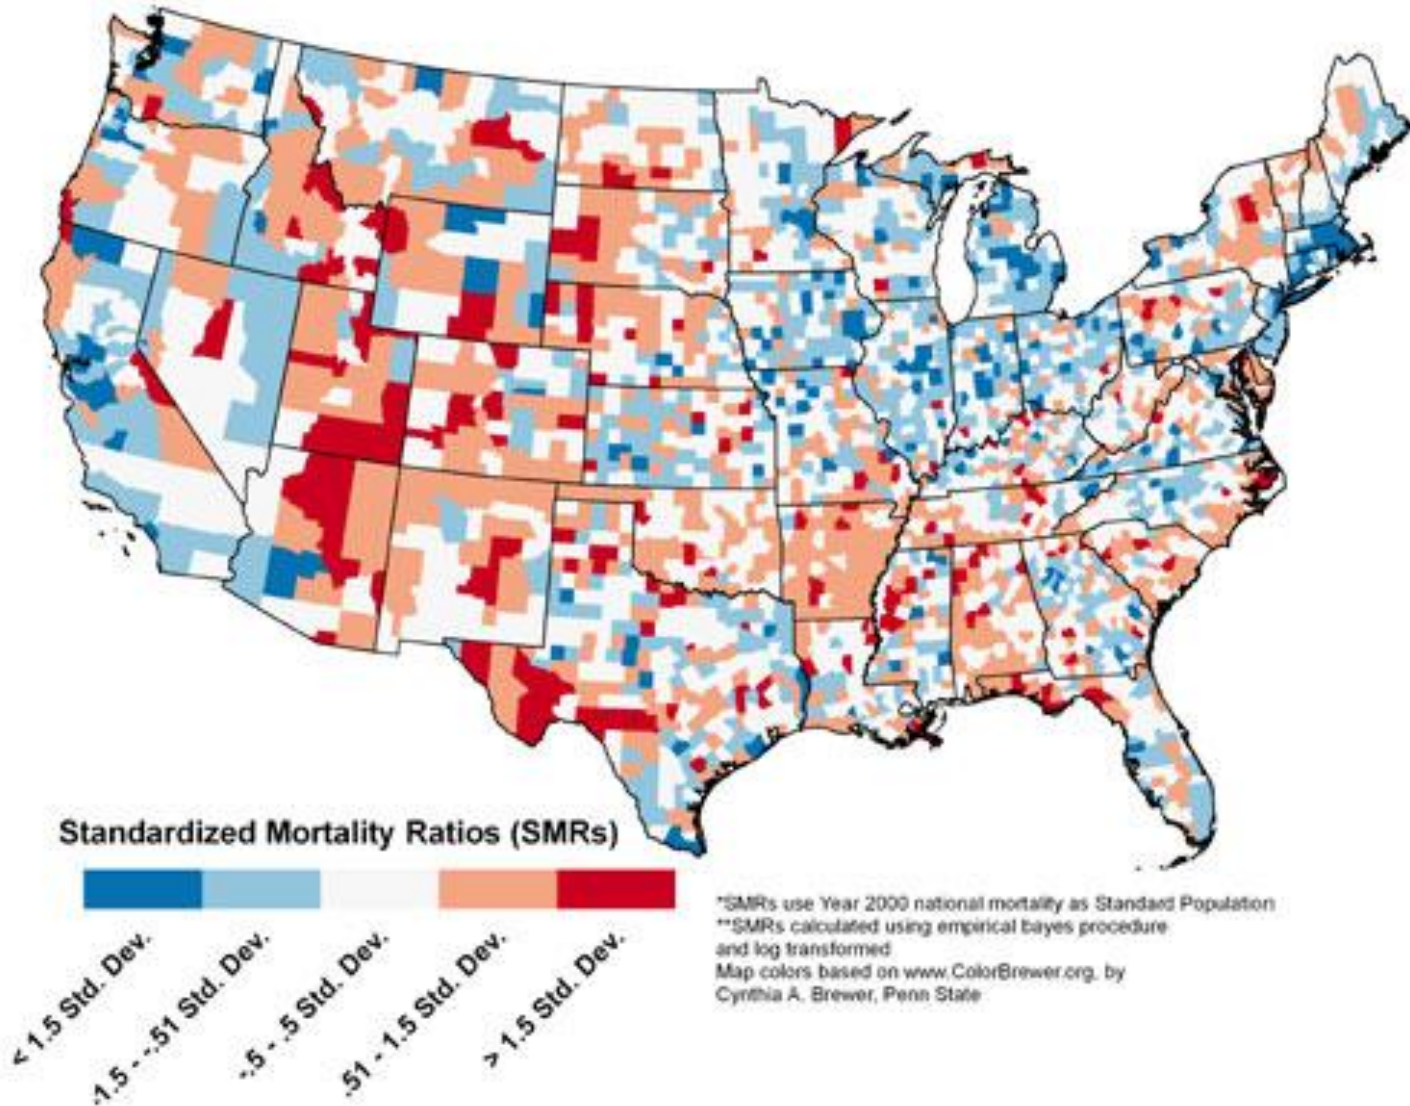 Standardized Mortality Ratios (SMRs)
< 1.5 Std. Dev.
-1.5 - -.51 Std. Dev.
-.5 - .5 Std. Dev.
.51 - 1.5 Std. Dev.
> 1.5 Std. Dev.
*SMRs use Year 2000 national mortality as Standard Population
**SMRs calculated using empirical bayes procedure
and log transformed
Map colors based on www.ColorBrewer.org, by
Cynthia A. Brewer, Penn State